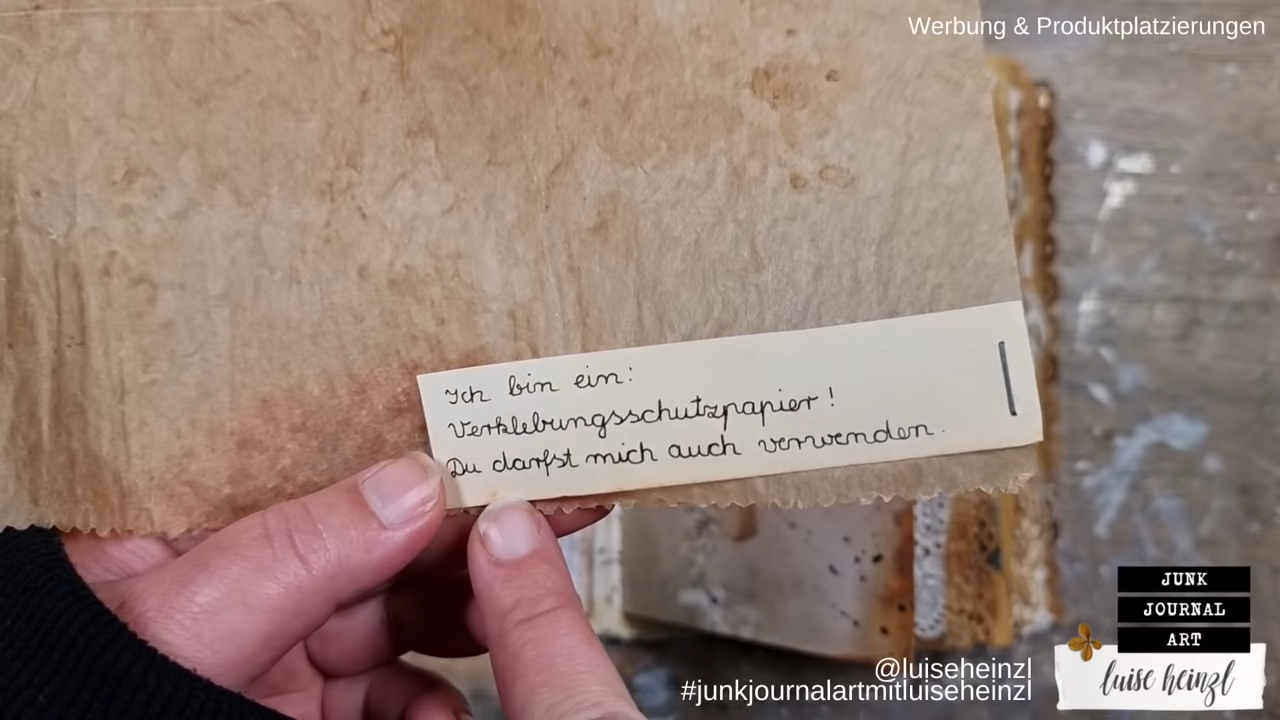 Werbung & Produktplatzierungen
Ich bin ein:
Verklebungsschutzpapier!
Du darfst mich auch verwenden.
JUNK
JOURNAL
ART
luise heinzl
@luiseheinzl
#junkjournalartmitluiseheinzl